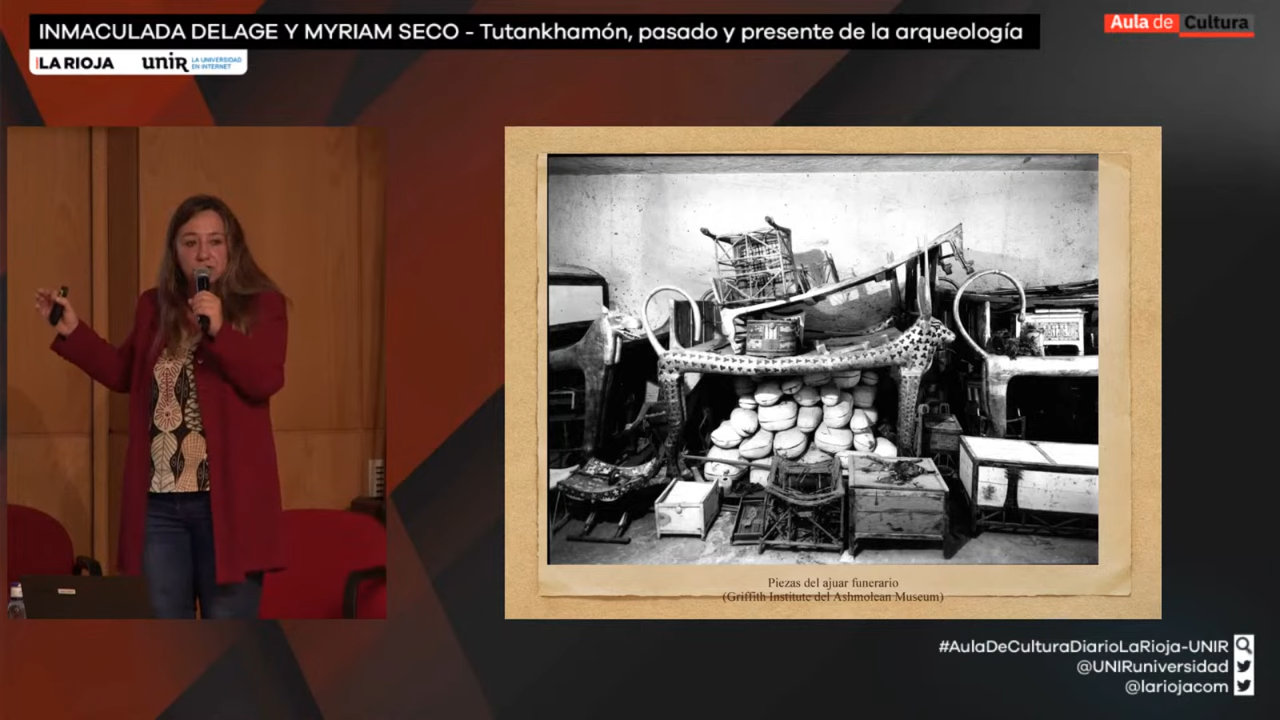 INMACULADA DELAGE Y MYRIAM SECO - Tutankhamón, pasado y presente de la arqueología
Aula de Cultura
LA RIOJA unir LA UNIVERSIDAD EN INTERNET
Piezas del ajuar funerario
(Griffith Institute del Ashmolean Museum)
#AulaDeCulturaDiarioLaRioja-UNIR
@UNIRuniversidad
@lariojacom